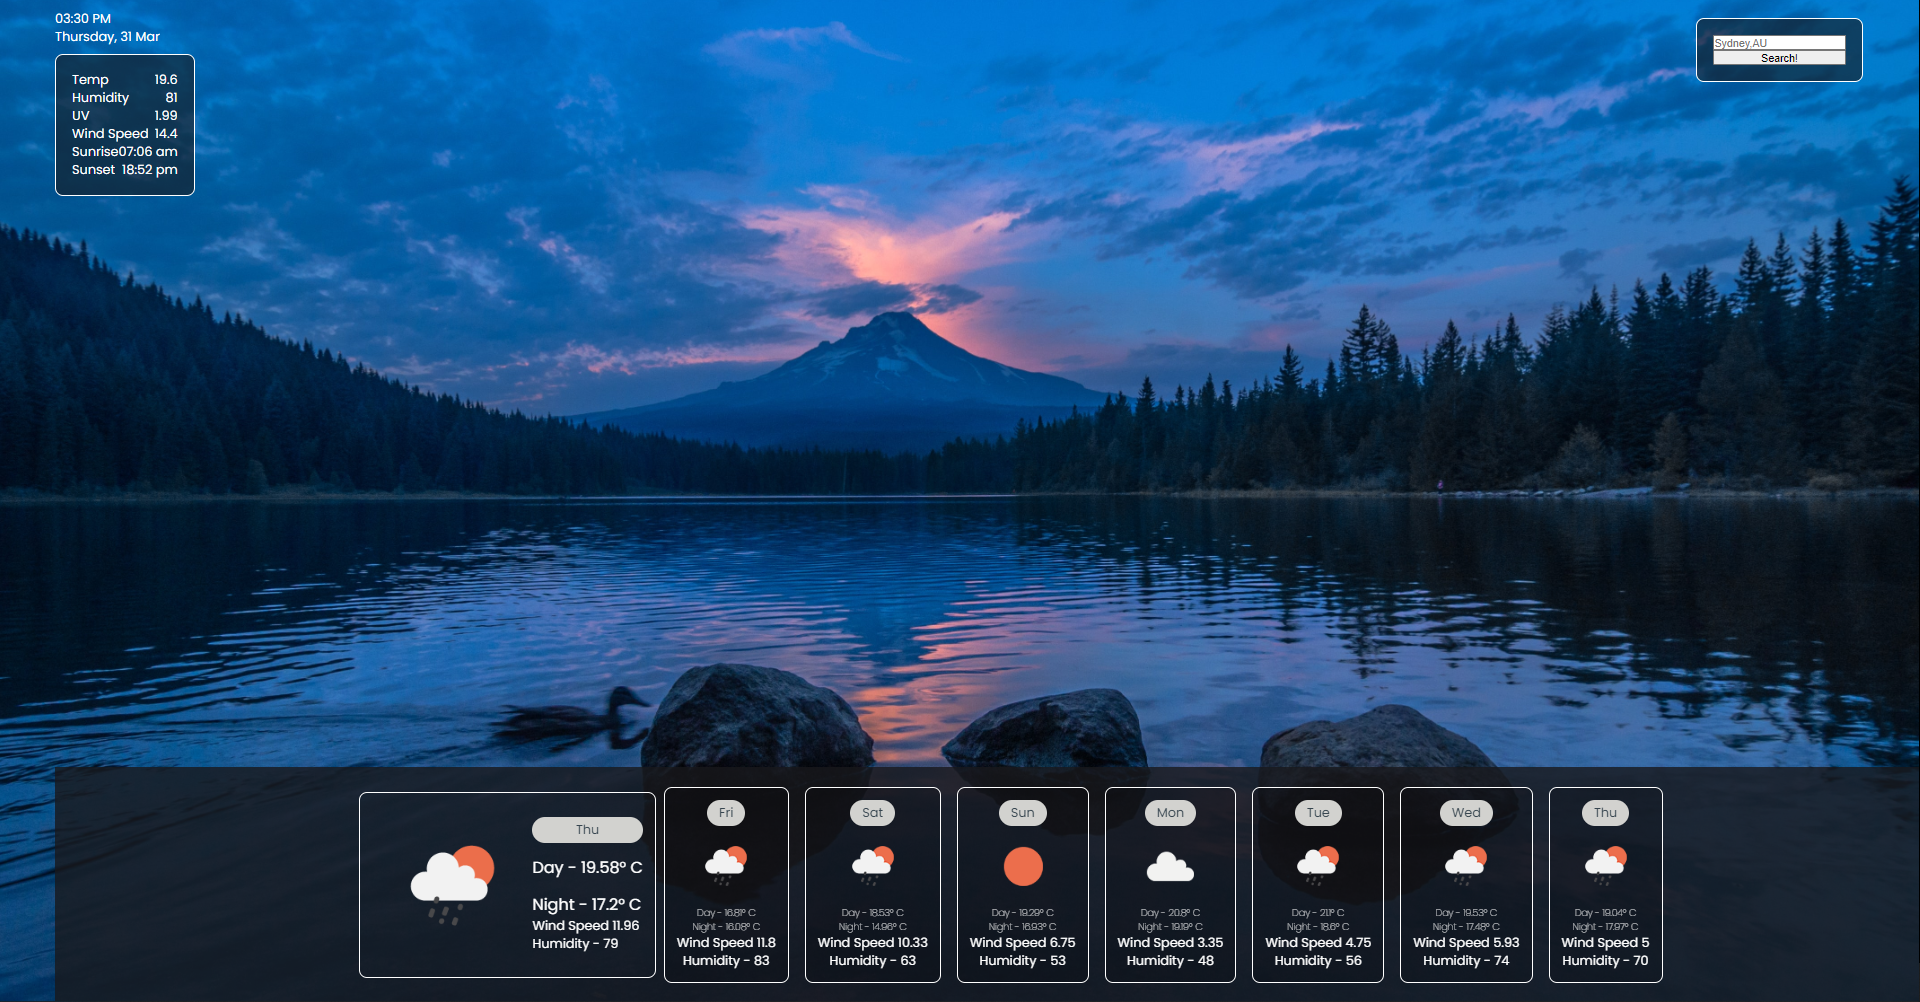 03:30 PM
Thursday, 31 Mar
Temp 19.6
Humidity 81
UV 1.99
Wind Speed 14.4
Sunrise07:06 am
Sunset 18:52 pm
Sydney,AU
Search!
Thu
Day - 19.58° C
Night - 17.2° C
Wind Speed 11.96
Humidity - 79
Fri
Day - 16.81° C
Night - 16.08° C
Wind Speed 11.8
Humidity - 83
Sat
Day - 18.53° C
Night - 14.96° C
Wind Speed 10.33
Humidity - 63
Sun
Day - 19.29° C
Night - 16.93° C
Wind Speed 6.75
Humidity - 53
Mon
Day - 20.8° C
Night - 19.19° C
Wind Speed 3.35
Humidity - 48
Tue
Day - 21.1° C
Night - 18.6° C
Wind Speed 4.75
Humidity - 56
Wed
Day - 19.53° C
Night - 17.48° C
Wind Speed 5.93
Humidity - 74
Thu
Day - 19.04° C
Night - 17.97° C
Wind Speed 5
Humidity - 70